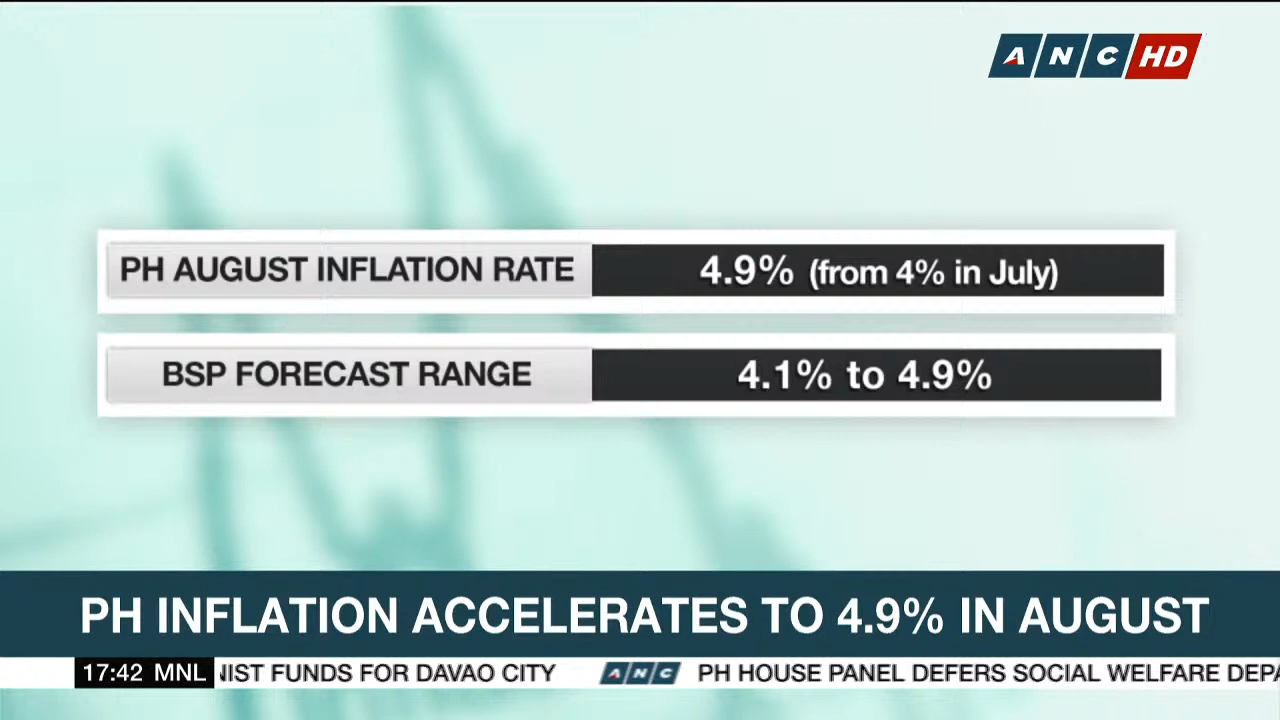 ANC HD
PH AUGUST INFLATION RATE 4.9% (from 4% in July)
BSP FORECAST RANGE 4.1% to 4.9%
PH INFLATION ACCELERATES TO 4.9% IN AUGUST
17:42 MNL NIST FUNDS FOR DAVAO CITY ANC PH HOUSE PANEL DEFERS SOCIAL WELFARE DEPA